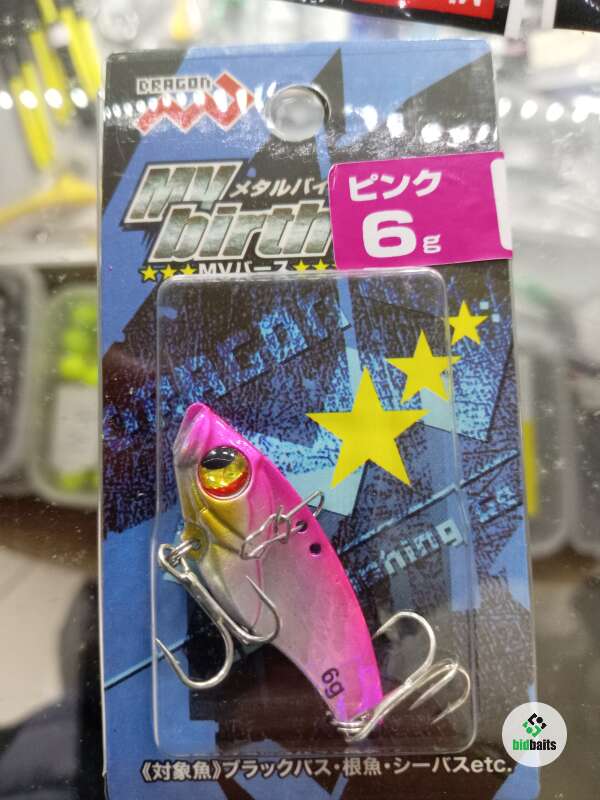 DRAGON
MV
メタルバイ
birth
★★★MVバース★★
ピンク
6g
Dragon
6g
bidbaits
《対象魚》ブラックバス・根魚・シーバスetc.